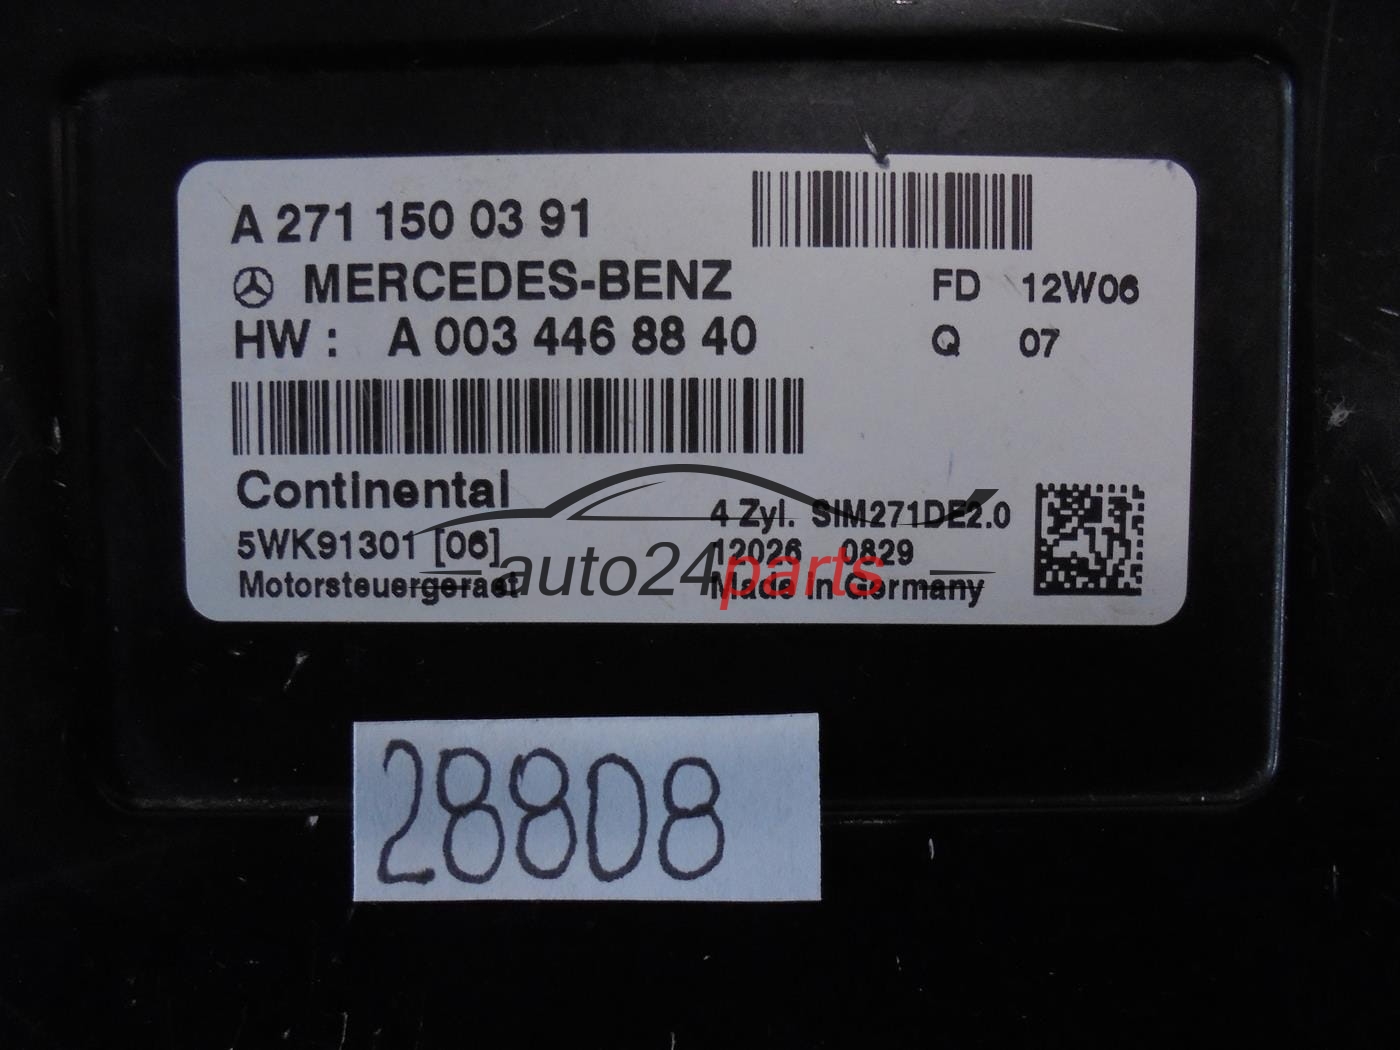 A 271 150 03 91
MERCEDES-BENZ FD 12W06
HW : A 003 446 88 40 Q 07
Continental 4 Zyl. SIM271DE2.0
5WK91301 [06] 12026 0829
Motorsteuergeraet Made in Germany
auto24parts
28808